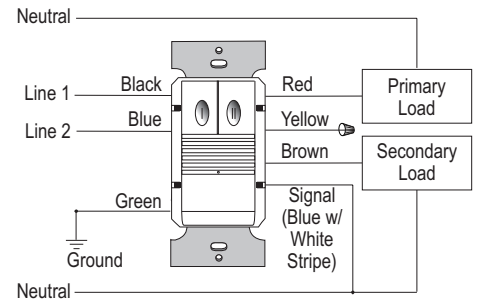 Neutral
Line 1
Black
Red
Primary
Load
Line 2
Blue
Yellow
Brown
Secondary
Load
Green
Signal
(Blue w/
White
Stripe)
Ground
Neutral